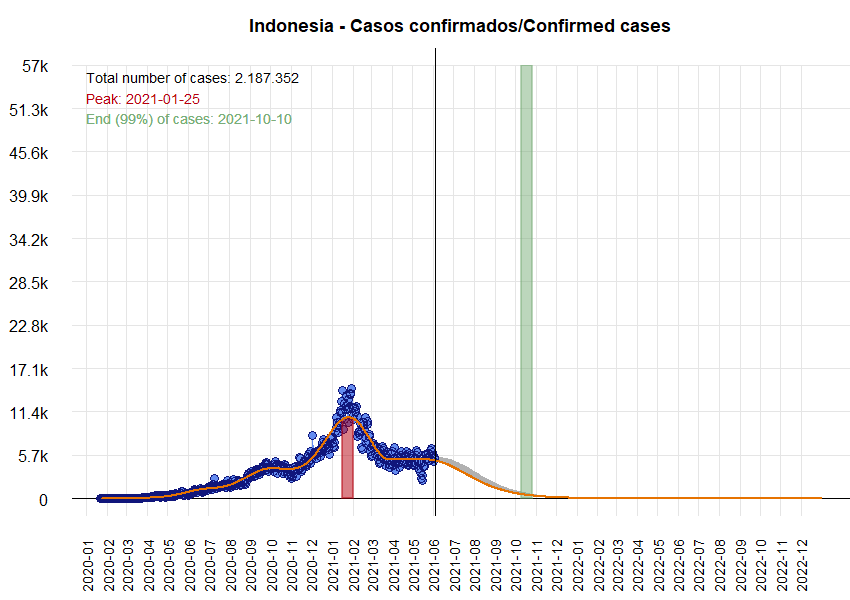 Indonesia - Casos confirmados/Confirmed cases
57k
51.3k
45.6k
39.9k
34.2k
28.5k
22.8k
17.1k
11.4k
5.7k
0
Total number of cases: 2.187.352
Peak: 2021-01-25
End (99%) of cases: 2021-10-10
2020-01
2020-02
2020-03
2020-04
2020-05
2020-06
2020-07
2020-08
2020-09
2020-10
2020-11
2020-12
2021-01
2021-02
2021-03
2021-04
2021-05
2021-06
2021-07
2021-08
2021-09
2021-10
2021-11
2021-12
2022-01
2022-02
2022-03
2022-04
2022-05
2022-06
2022-07
2022-08
2022-09
2022-10
2022-11
2022-12